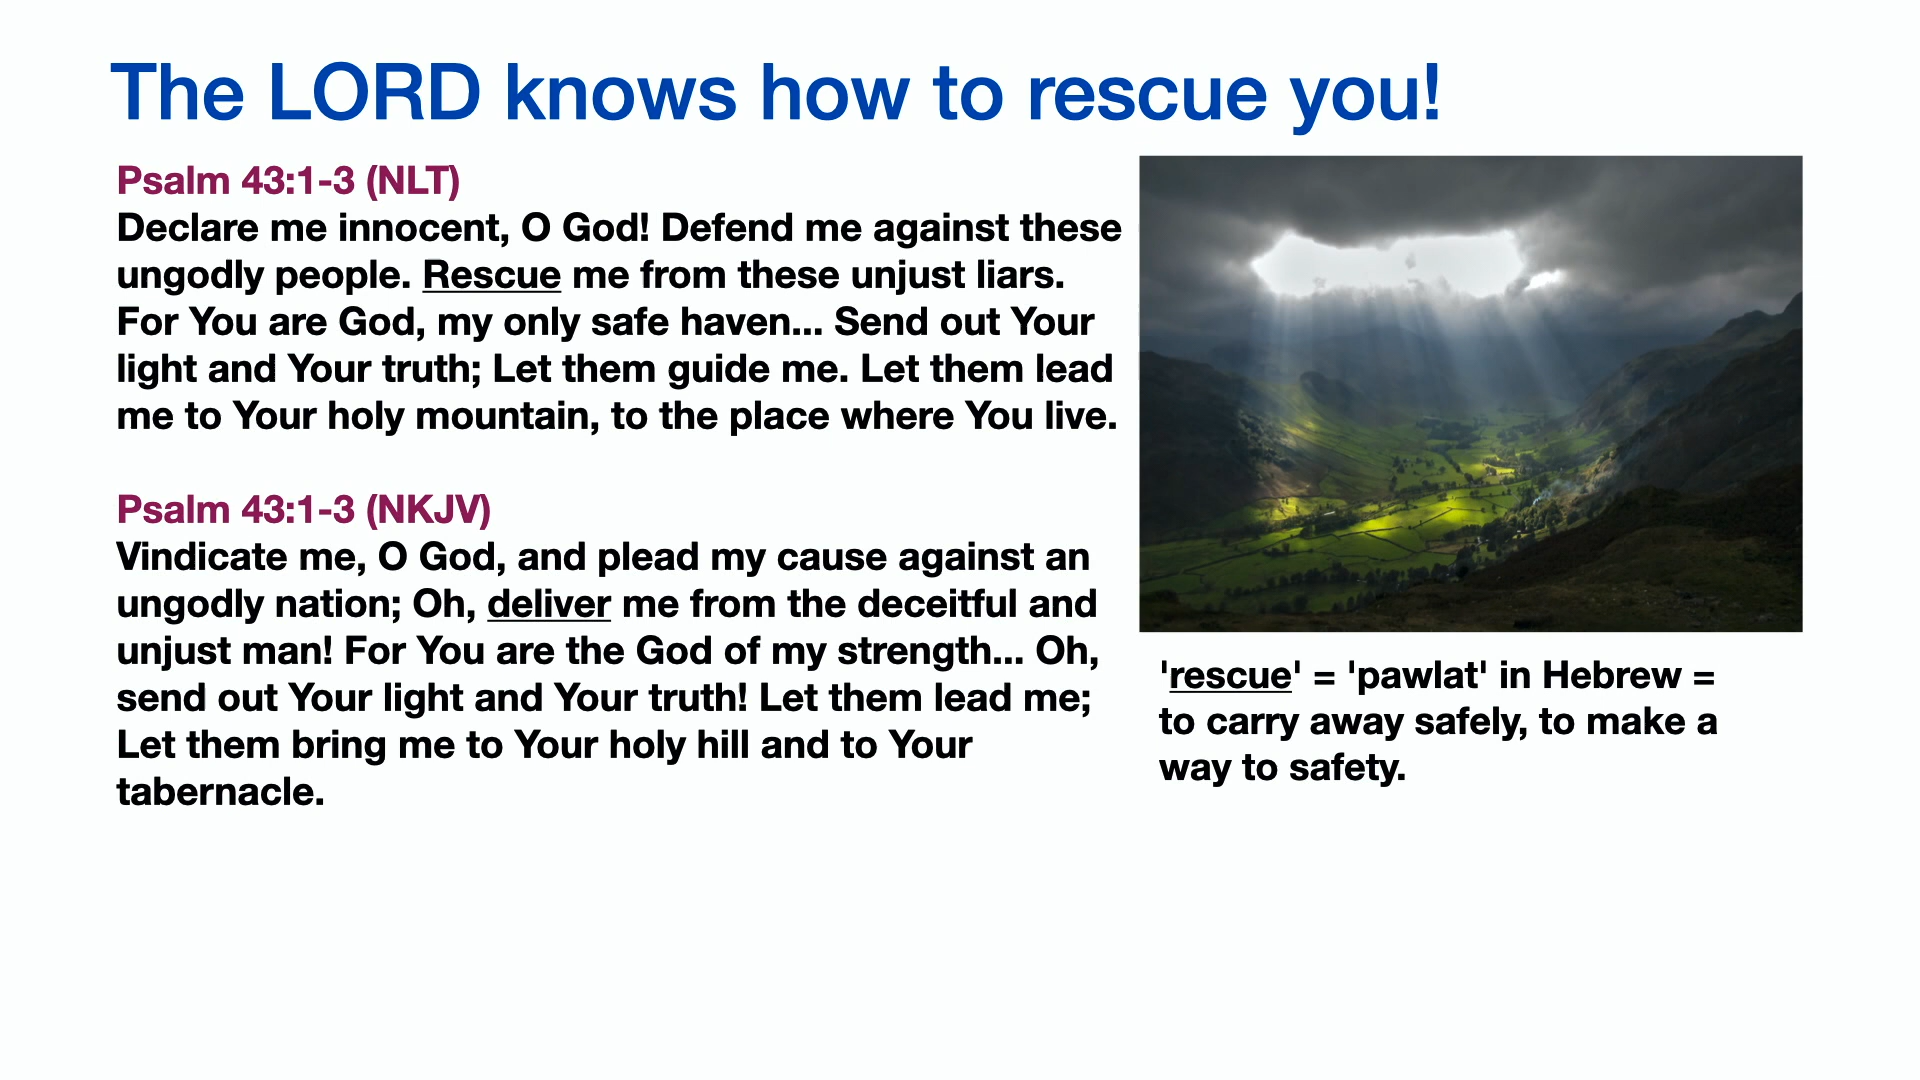 The LORD knows how to rescue you!
Psalm 43:1-3 (NLT)
Declare me innocent, O God! Defend me against these
ungodly people. Rescue me from these unjust liars.
For You are God, my only safe haven... Send out Your
light and Your truth; Let them guide me. Let them lead
me to Your holy mountain, to the place where You live.
Psalm 43:1-3 (NKJV)
Vindicate me, O God, and plead my cause against an
ungodly nation; Oh, deliver me from the deceitful and
unjust man! For You are the God of my strength... Oh,
send out Your light and Your truth! Let them lead me;
Let them bring me to Your holy hill and to Your
tabernacle.
'rescue' = 'pawlat' in Hebrew =
to carry away safely, to make a
way to safety.